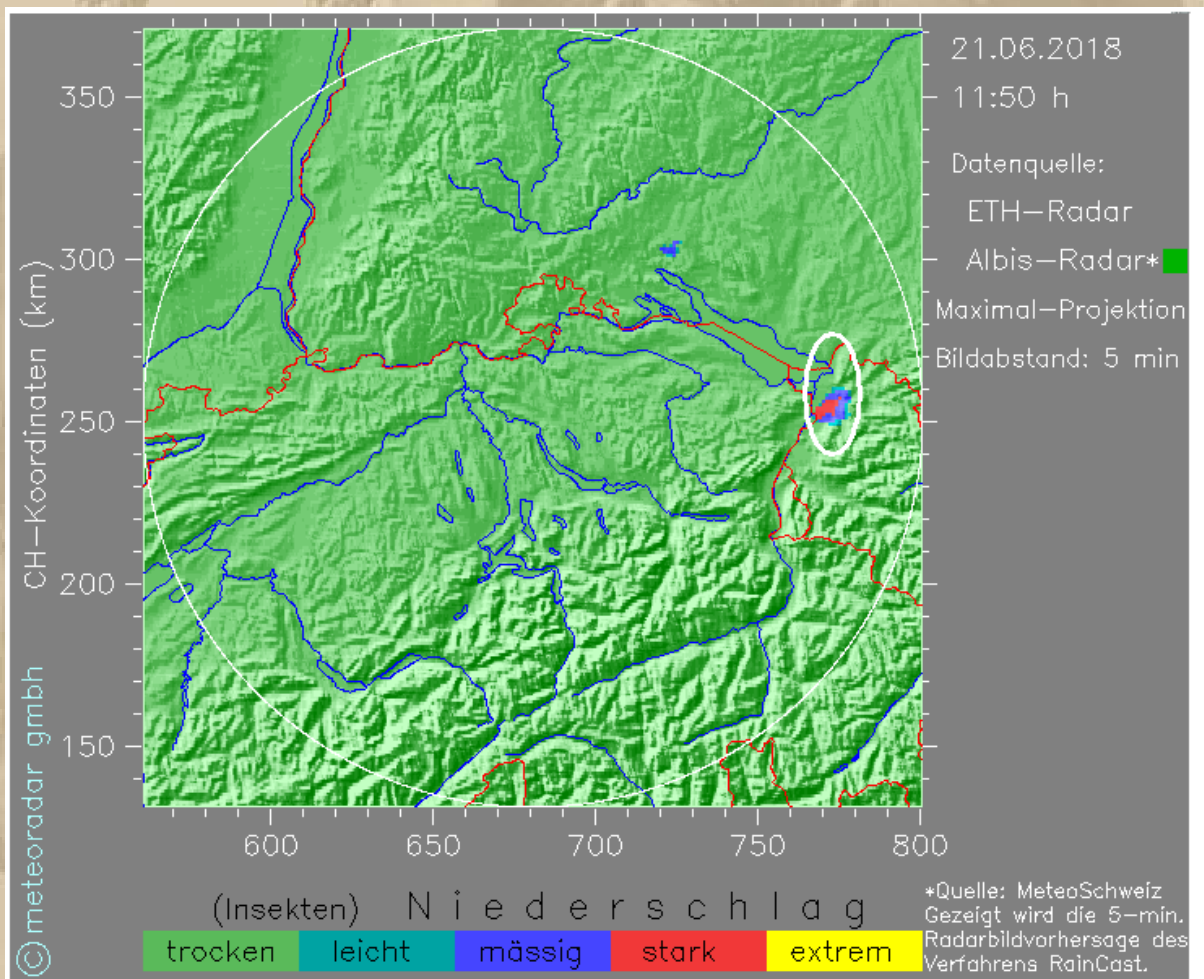 21.06.2018
11:50 h
Datenquelle:
ETH-Radar
Albis-Radar*
Maximal-Projektion
Bildabstand: 5 min
CH-Koordinaten (km)
350
300
250
200
150
600
650
700
750
800
© meteoradar gmbh
(Insekten) Niederschlag
trocken leicht mässig stark extrem
*Quelle: MeteoSchweiz
Gezeigt wird die 5-min.
Radarbildvorhersage des
Verfahrens RainCast.